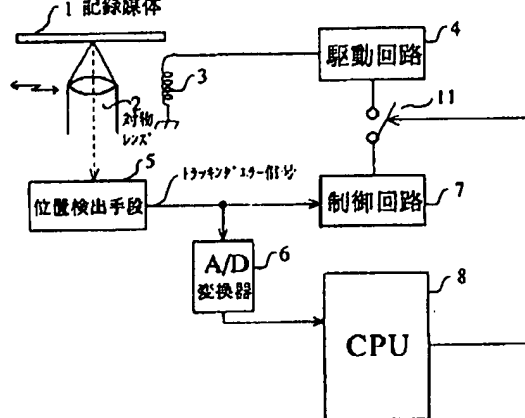 1 記録媒体
4
駆動回路
3
11
2
対物
レンズ
5
トラッキングエラー信号
位置検出手段
制御回路
7
A/D
変換器
6
8
CPU